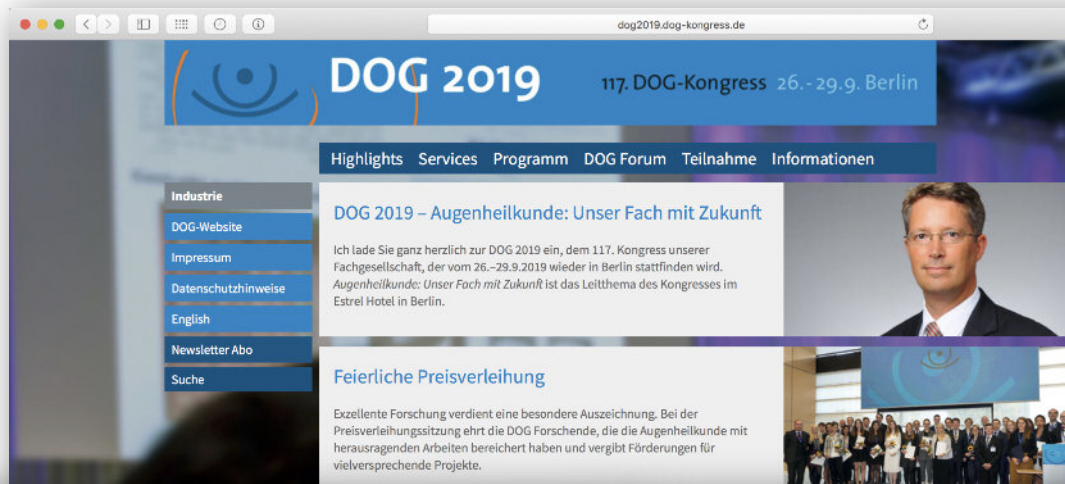 dog2019.dog-kongress.de
DOG 2019
117. DOG-Kongress 26.-29.9. Berlin
Highlights Services Programm DOG Forum Teilnahme Informationen
Industrie
DOG-Website
Impressum
Datenschutzhinweise
English
Newsletter Abo
Suche
DOG 2019 – Augenheilkunde: Unser Fach mit Zukunft
Ich lade Sie ganz herzlich zur DOG 2019 ein, dem 117. Kongress unserer
Fachgesellschaft, der vom 26.–29.9.2019 wieder in Berlin stattfinden wird.
Augenheilkunde: Unser Fach mit Zukunft ist das Leitthema des Kongresses im
Estrel Hotel in Berlin.
Feierliche Preisverleihung
Exzellente Forschung verdient eine besondere Auszeichnung. Bei der
Preisverleihungssitzung ehrt die DOG Forschende, die die Augenheilkunde mit
herausragenden Arbeiten bereichert haben und vergibt Förderungen für
vielversprechende Projekte.